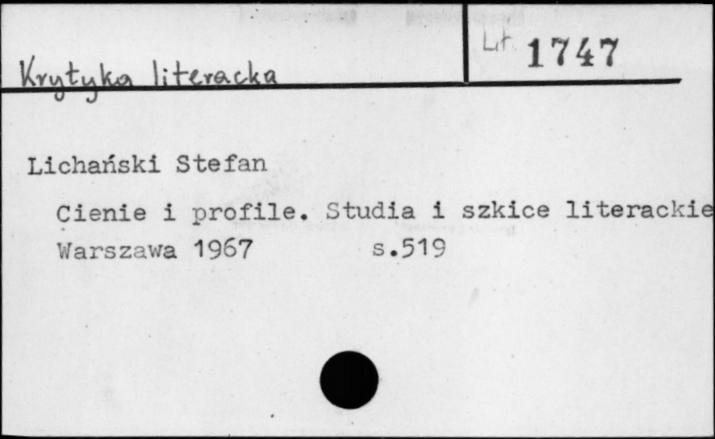 Lit. 1747
Krytyka literacka
Lichański Stefan
Cienie i profile. Studia i szkice literackie
Warszawa 1967 s.519